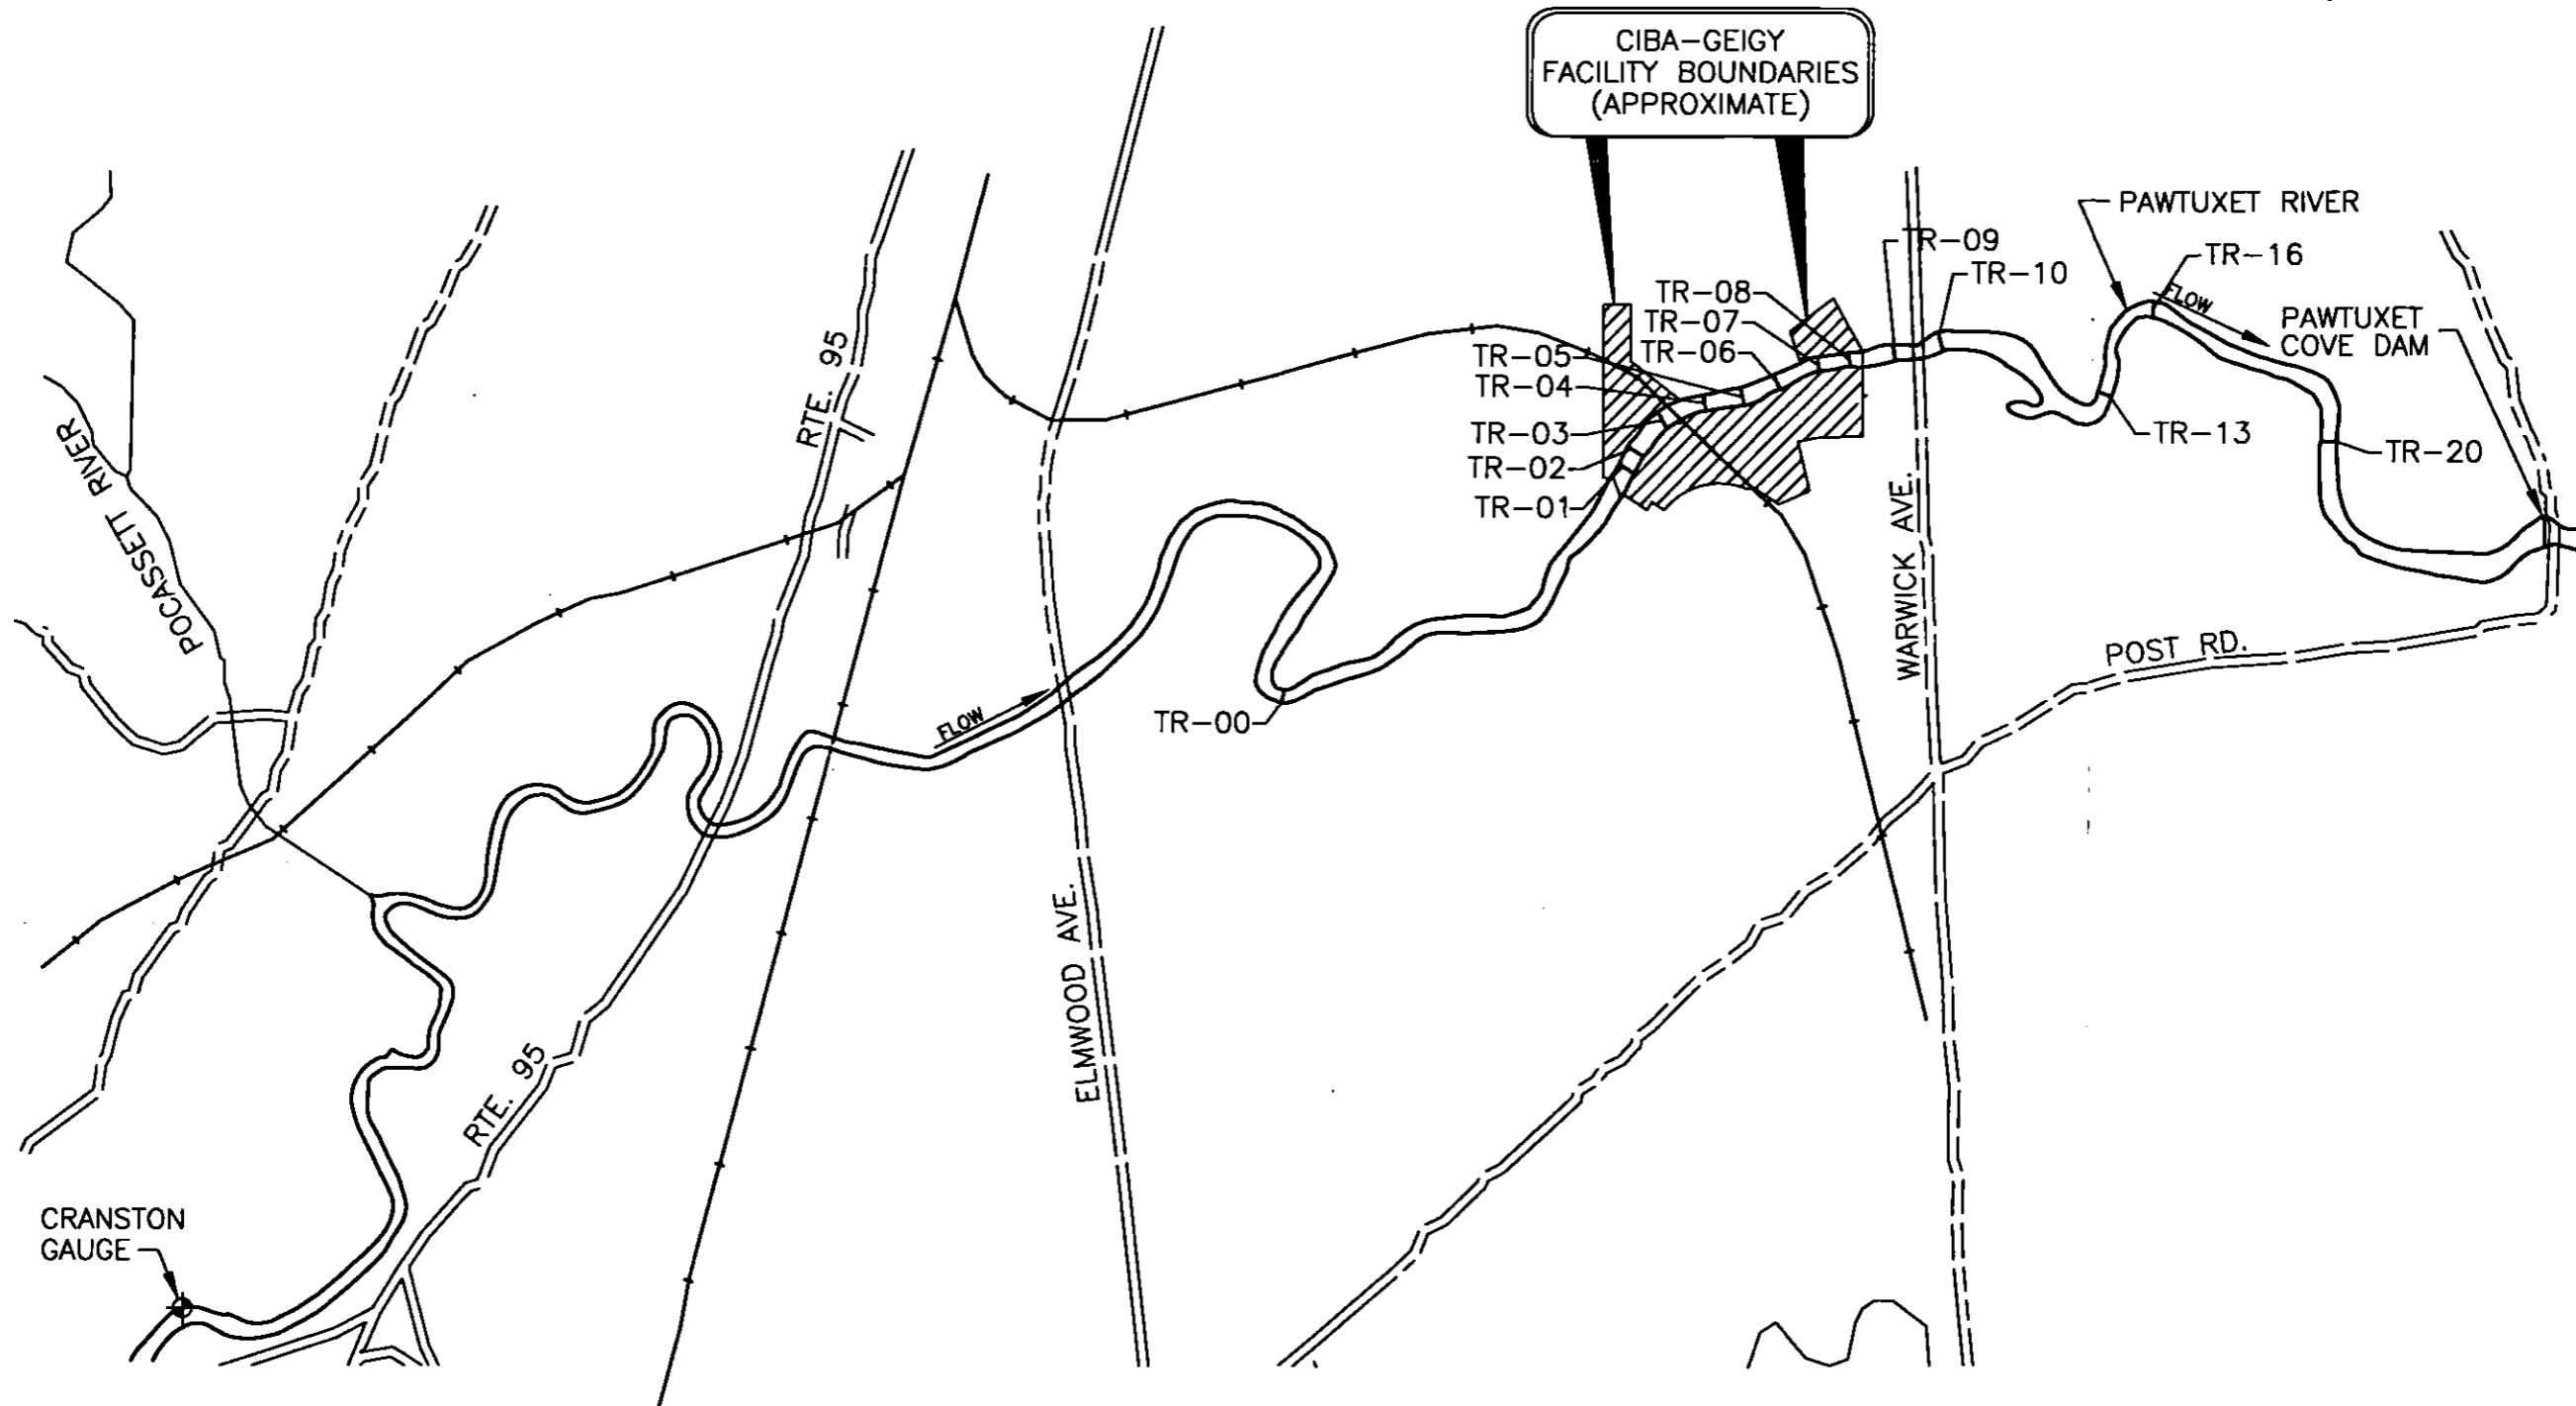 CIBA-GEIGY
FACILITY BOUNDARIES
(APPROXIMATE)
PAWTUXET RIVER
TR-09
TR-16
TR-10
TR-08
FLOW
TR-07
PAWTUXET
COVE DAM
TR-06
TR-05
TR-04
RTE. 95
TR-03
TR-13
TR-20
TR-02
TR-01
POCASSETT RIVER
WARWICK AVE.
POST RD.
FLOW
TR-00
ELMWOOD AVE.
RTE. 95
CRANSTON
GAUGE